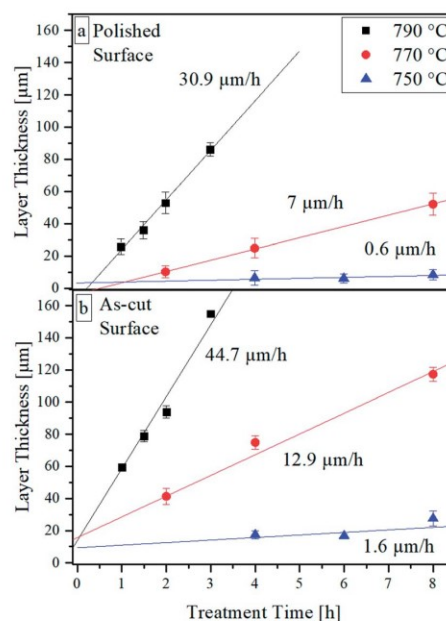 a Polished Surface
790 °C
770 °C
750 °C
30.9 µm/h
7 µm/h
0.6 µm/h
Layer Thickness [µm]
160
140
120
100
80
60
40
20
0
b As-cut Surface
44.7 µm/h
12.9 µm/h
1.6 µm/h
Layer Thickness [µm]
160
140
120
100
80
60
40
20
0
0 1 2 3 4 5 6 7 8
Treatment Time [h]